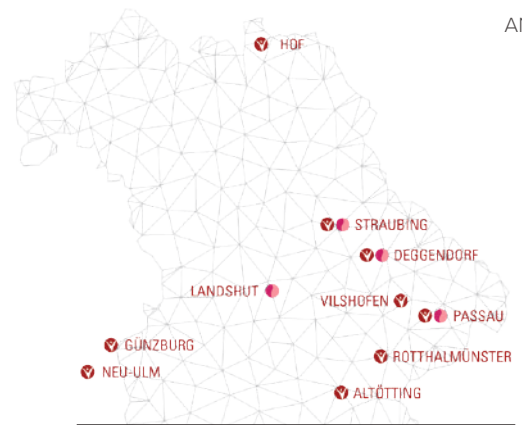 HOF
STRAUBING
DEGGENDORF
LANDSHUT
VILSHOFEN
PASSAU
GÜNZBURG
ROTTHALMÜNSTER
NEU-ULM
ALTÖTTING